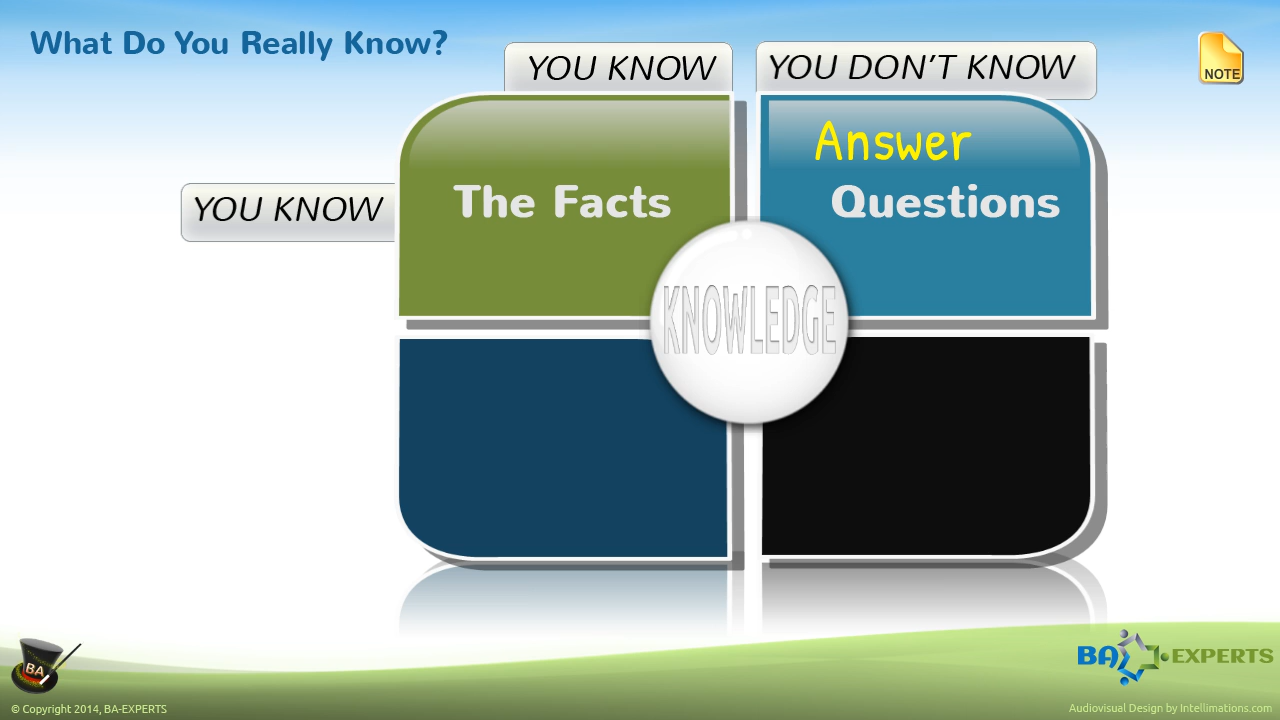 What Do You Really Know?
YOU KNOW
YOU DON'T KNOW
NOTE
Answer
YOU KNOW
The Facts
Questions
KNOWLEDGE
BA
BA EXPERTS
© Copyright 2014, BA-EXPERTS
Audiovisual Design by Intellimations.com